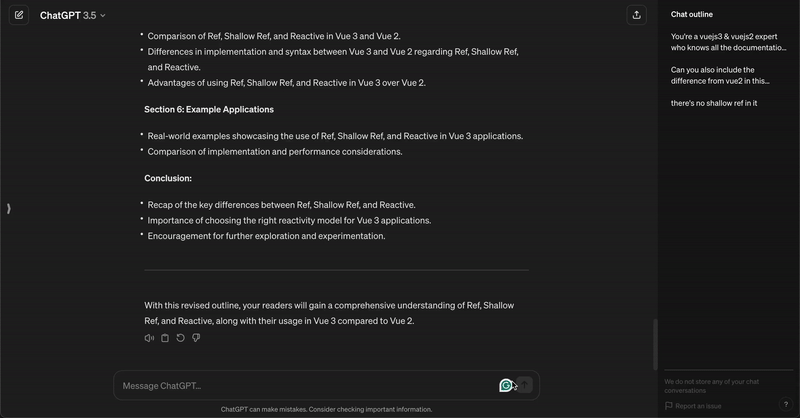 ChatGPT 3.5
Comparison of Ref, Shallow Ref, and Reactive in Vue 3 and Vue 2.
Differences in implementation and syntax between Vue 3 and Vue 2 regarding Ref, Shallow Ref,
and Reactive.
Advantages of using Ref, Shallow Ref, and Reactive in Vue 3 over Vue 2.
Section 6: Example Applications
Real-world examples showcasing the use of Ref, Shallow Ref, and Reactive in Vue 3 applications.
Comparison of implementation and performance considerations.
Conclusion:
Recap of the key differences between Ref, Shallow Ref, and Reactive.
Importance of choosing the right reactivity model for Vue 3 applications.
Encouragement for further exploration and experimentation.
With this revised outline, your readers will gain a comprehensive understanding of Ref, Shallow
Ref, and Reactive, along with their usage in Vue 3 compared to Vue 2.
Message ChatGPT...
ChatGPT can make mistakes. Consider checking important information.
Chat outline
You're a vuejs3 & vuejs2 expert
who knows all the documentatio...
Can you also include the
difference from vue2 in this...
there's no shallow ref in it
We do not store any of your chat
conversations
Report an issue
?